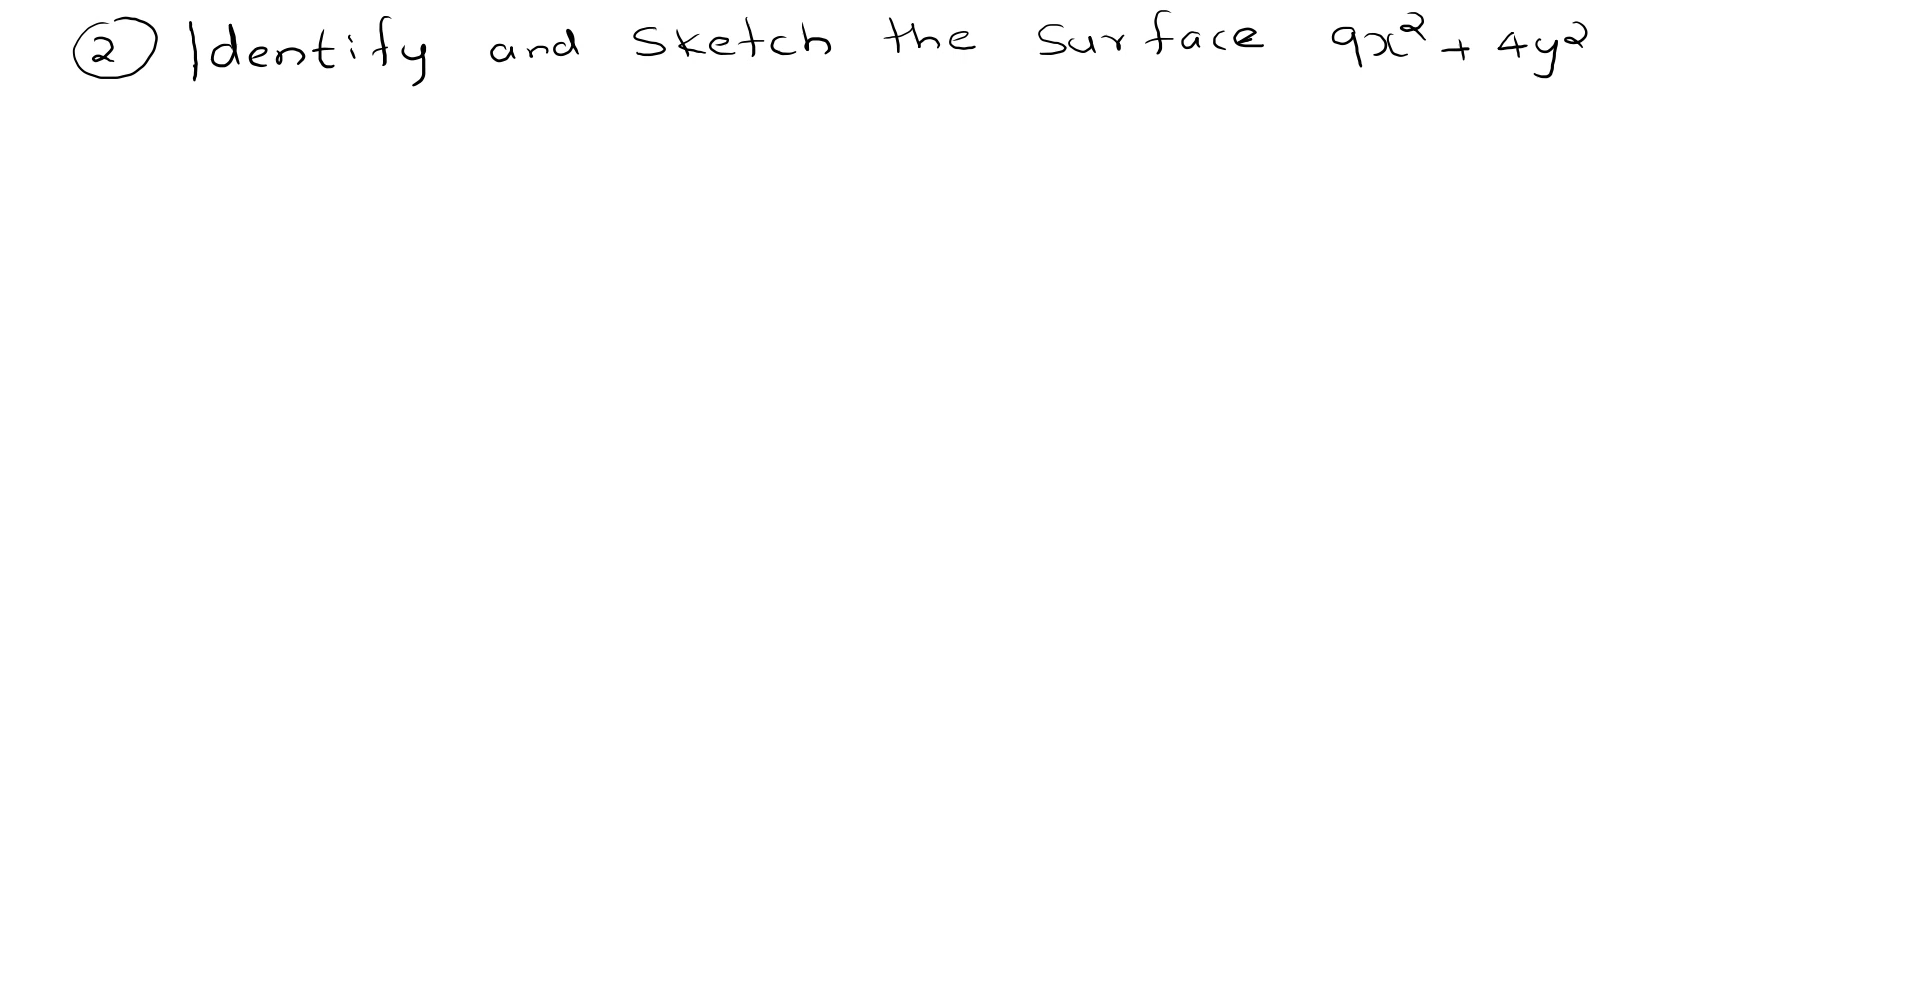 ② Identify and sketch the surface 9x² + 4y²